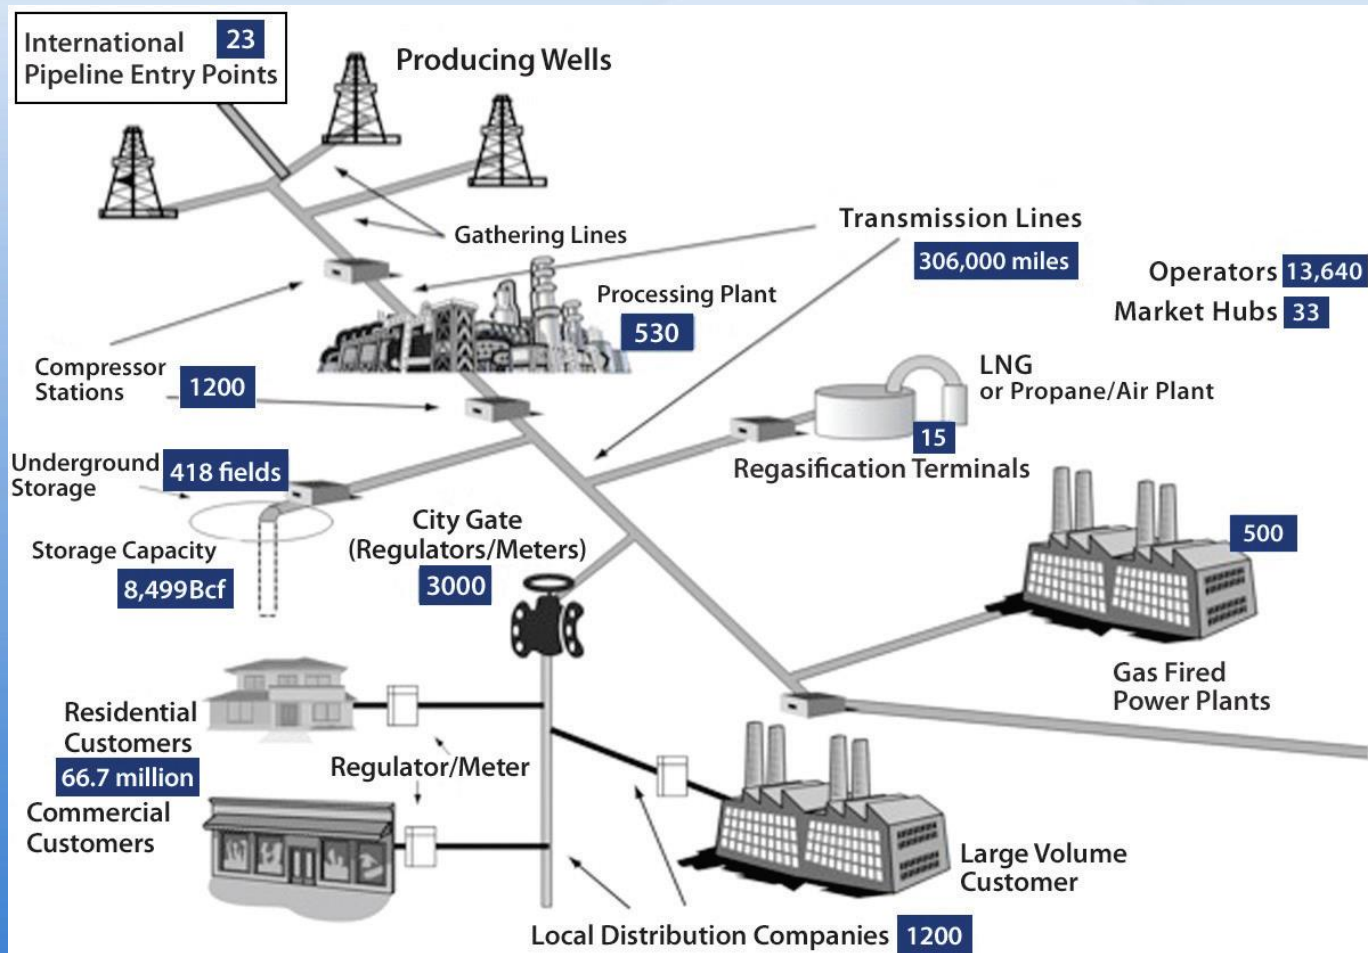 International 23
Pipeline Entry Points
Producing Wells
Gathering Lines
Transmission Lines
306,000 miles
Operators 13,640
Market Hubs 33
Processing Plant
530
Compressor
Stations
1200
LNG
or Propane/Air Plant
15
Regasification Terminals
Underground
Storage
418 fields
Storage Capacity
8,499Bcf
City Gate
(Regulators/Meters)
3000
500
Gas Fired
Power Plants
Residential
Customers
66.7 million
Commercial
Customers
Regulator/Meter
Large Volume
Customer
Local Distribution Companies 1200